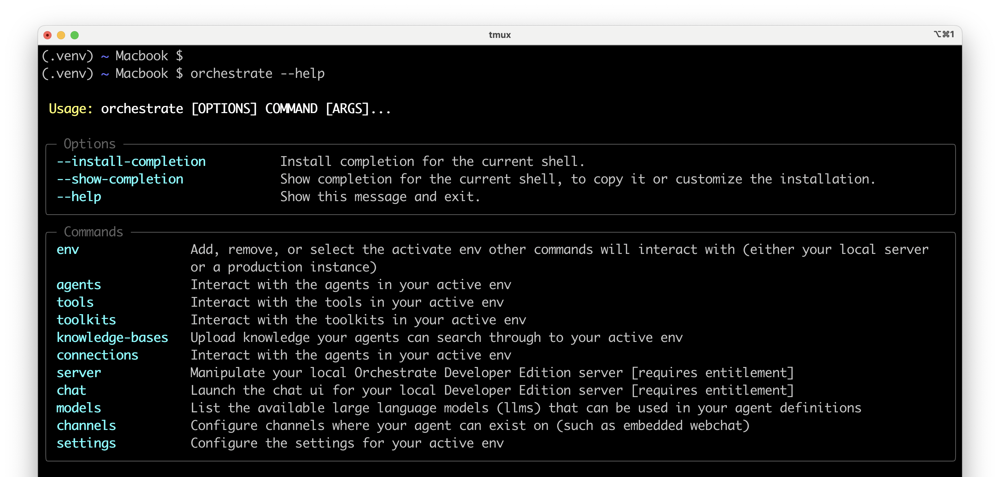 tmux ⌥⌘1
(.venv) ~ Macbook $
(.venv) ~ Macbook $ orchestrate --help
Usage: orchestrate [OPTIONS] COMMAND [ARGS]...
Options
--install-completion Install completion for the current shell.
--show-completion Show completion for the current shell, to copy it or customize the installation.
--help Show this message and exit.
Commands
env Add, remove, or select the activate env other commands will interact with (either your local server
or a production instance)
agents Interact with the agents in your active env
tools Interact with the tools in your active env
toolkits Interact with the toolkits in your active env
knowledge-bases Upload knowledge your agents can search through to your active env
connections Interact with the agents in your active env
server Manipulate your local Orchestrate Developer Edition server [requires entitlement]
chat Launch the chat ui for your local Developer Edition server [requires entitlement]
models List the available large language models (llms) that can be used in your agent definitions
channels Configure channels where your agent can exist on (such as embedded webchat)
settings Configure the settings for your active env